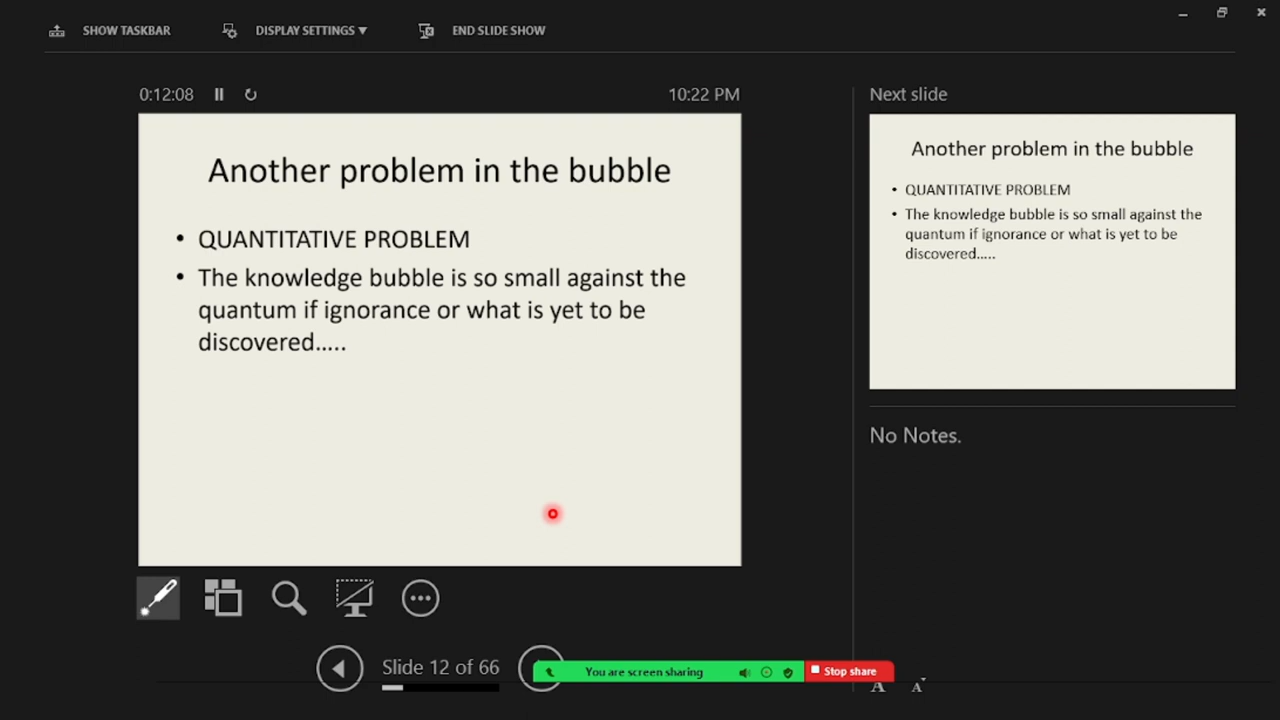 SHOW TASKBAR
DISPLAY SETTINGS ▼
END SLIDE SHOW
0:12:08
10:22 PM
Another problem in the bubble
• QUANTITATIVE PROBLEM
• The knowledge bubble is so small against the
quantum if ignorance or what is yet to be
discovered…..
Next slide
Another problem in the bubble
• QUANTITATIVE PROBLEM
• The knowledge bubble is so small against the
quantum if ignorance or what is yet to be
discovered…..
No Notes.
Slide 12 of 66
You are screen sharing
Stop share
A A